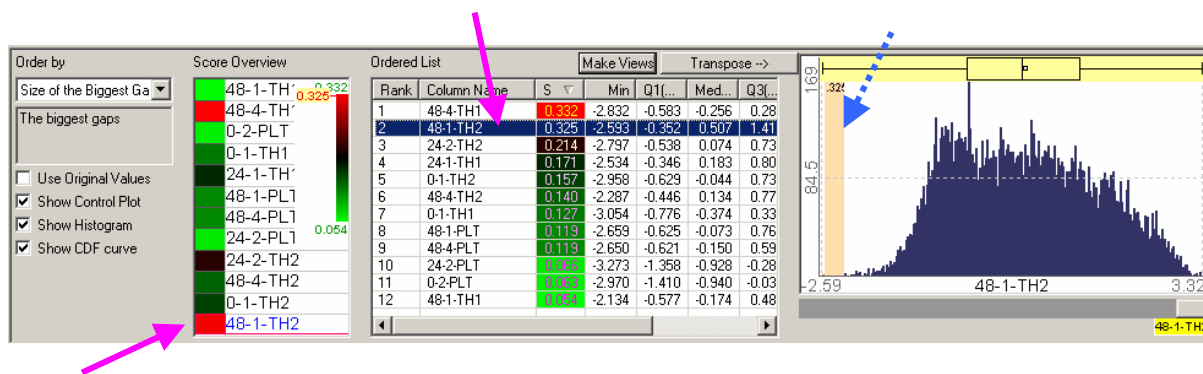 Order by
Size of the Biggest Ga
The biggest gaps
Use Original Values
Show Control Plot
Show Histogram
Show CDF curve
Score Overview
48-1-TH
48-4-TH
0-2-PLT
0-1-TH1
24-1-TH
48-1-PL
48-4-PL
24-2-PL
24-2-TH2
48-4-TH2
0-1-TH2
48-1-TH2
0.332
0.325
0.054
Ordered List
Make Views
Transpose -->
Rank Column Name S Min Q1(... Med... Q3(...
1 48-4-TH1 0.332 -2.832 -0.583 -0.256 0.28
2 48-1-TH2 0.325 -2.593 -0.352 0.507 1.41
3 24-2-TH2 0.214 -2.797 -0.538 0.074 0.73
4 24-1-TH1 0.171 -2.534 -0.346 0.183 0.80
5 0-1-TH2 0.157 -2.958 -0.629 -0.044 0.73
6 48-4-TH2 0.140 -2.287 -0.446 0.134 0.77
7 0-1-TH1 0.127 -3.054 -0.776 -0.374 0.33
8 48-1-PLT 0.119 -2.659 -0.625 -0.073 0.76
9 48-4-PLT 0.119 -2.650 -0.621 -0.150 0.59
10 24-2-PLT -3.273 -1.358 -0.928 -0.28
11 0-2-PLT -2.970 -1.410 -0.940 -0.03
12 48-1-TH1 0.054 -2.134 -0.577 -0.174 0.48
169
84.5
.325
-2.59
48-1-TH2
3.32
48-1-TH